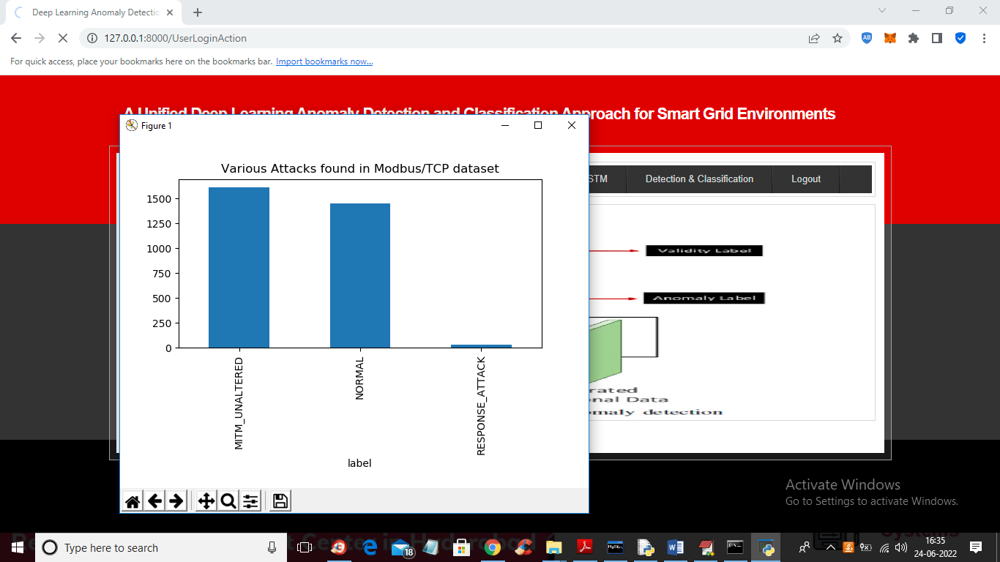 Deep Learning Anomaly Detectio
127.0.0.1:8000/UserLoginAction
For quick access, place your bookmarks here on the bookmarks bar. Import bookmarks now...
A Unified Deep Learning Anomaly Detection and Classification Approach for Smart Grid Environments
Figure 1
STM
Detection & Classification
Logout
Various Attacks found in Modbus/TCP dataset
1500
1250
1000
750
500
250
0
MITM_UNALTERED
NORMAL
RESPONSE_ATTACK
label
Validity Label
Anomaly Label
rated
nal Data
maly detection
Activate Windows
Go to Settings to activate Windows.
Type here to search
18
16:35
24-06-2022